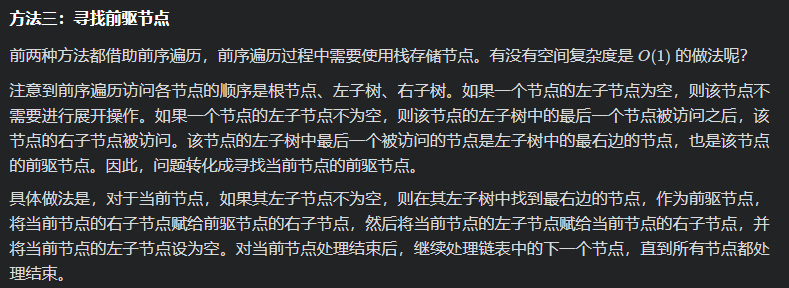 方法三：寻找前驱节点
前两种方法都借助前序遍历，前序遍历过程中需要使用栈存储节点。有没有空间复杂度是 O(1) 的做法呢？
注意到前序遍历访问各节点的顺序是根节点、左子树、右子树。如果一个节点的左子节点为空，则该节点不
需要进行展开操作。如果一个节点的左子节点不为空，则该节点的左子树中的最后一个节点被访问之后，该
节点的右子节点被访问。该节点的左子树中最后一个被访问的节点是左子树中的最右边的节点，也是该节点
的前驱节点。因此，问题转化成寻找当前节点的前驱节点。
具体做法是，对于当前节点，如果其左子节点不为空，则在其左子树中找到最右边的节点，作为前驱节点，
将当前节点的右子节点赋给前驱节点的右子节点，然后将当前节点的左子节点赋给当前节点的右子节点，并
将当前节点的左子节点设为空。对当前节点处理结束后，继续处理链表中的下一个节点，直到所有节点都处
理结束。